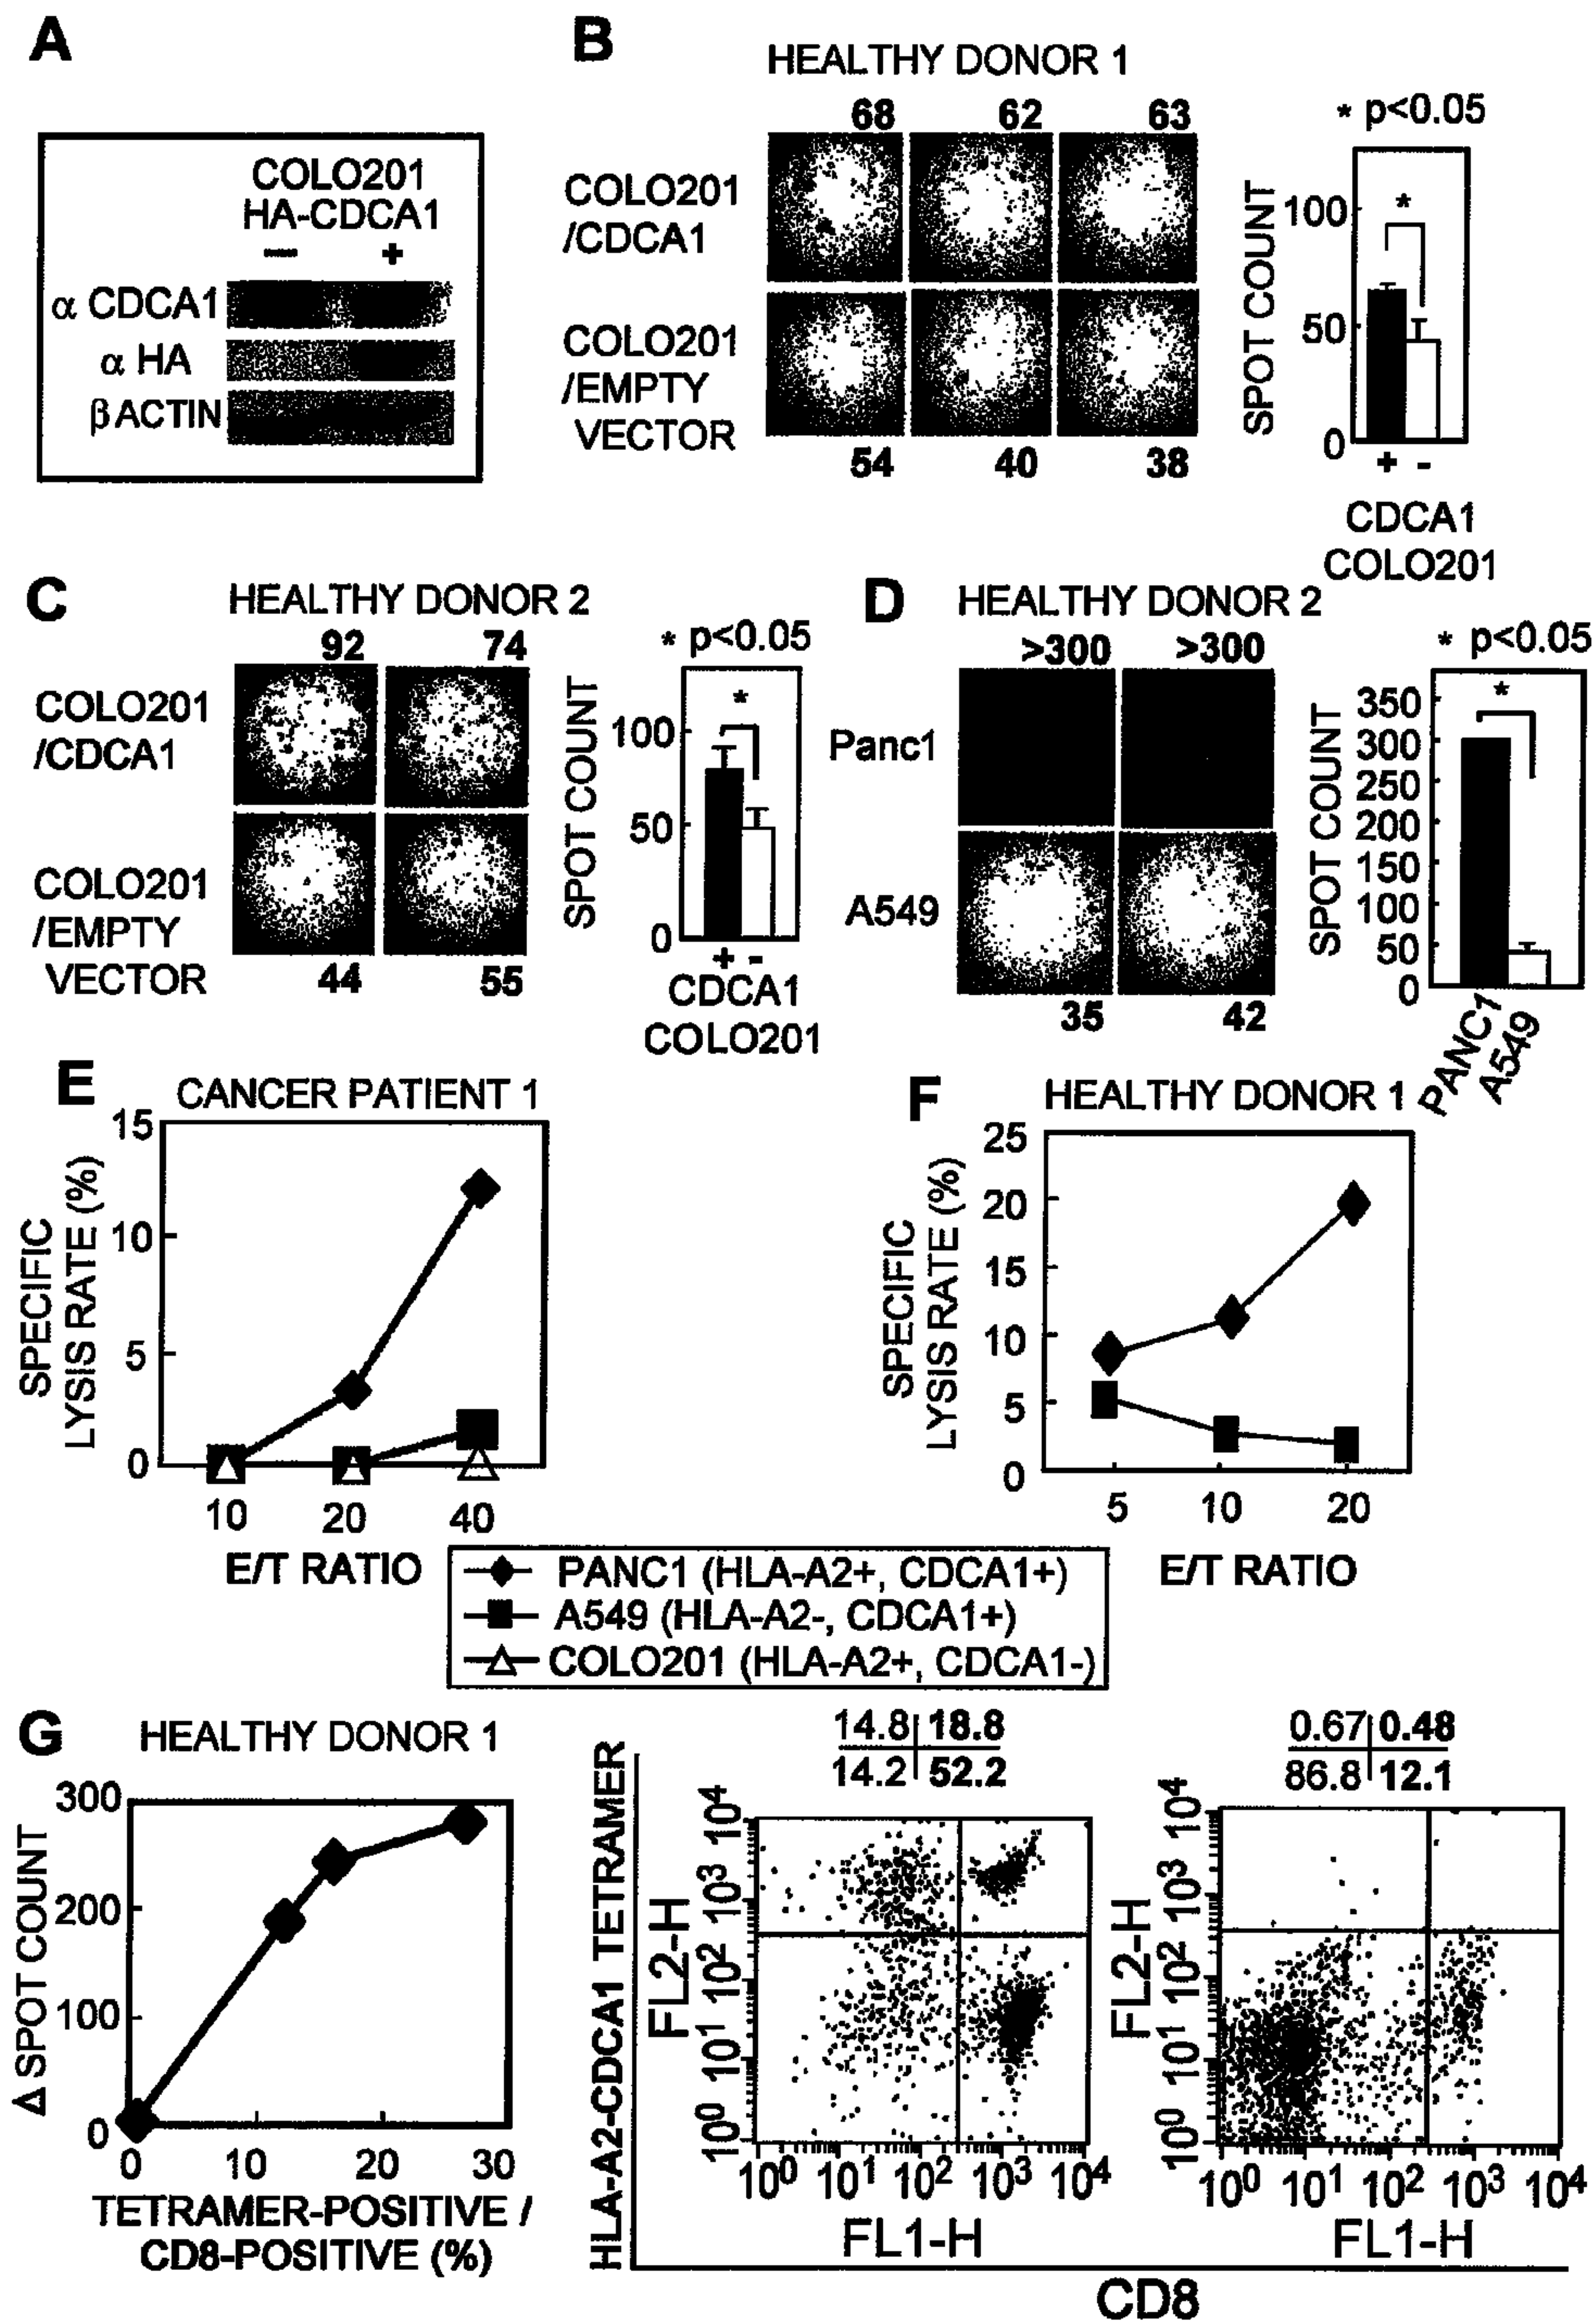 A
COLO201
HA-CDCA1
— +
α CDCA1
α HA
β ACTIN
B
HEALTHY DONOR 1
68 62 63
COLO201
/CDCA1
COLO201
/EMPTY
VECTOR
54 40 38
* p<0.05
SPOT COUNT
100
50
0
*
+ -
CDCA1
COLO201
C
HEALTHY DONOR 2
92 74
COLO201
/CDCA1
COLO201
/EMPTY
VECTOR
44 55
* p<0.05
SPOT COUNT
100
50
0
*
+ -
CDCA1
COLO201
D
HEALTHY DONOR 2
>300 >300
Panc1
A549
35 42
* p<0.05
SPOT COUNT
350
300
250
200
150
100
50
0
*
PANC1
A549
E
CANCER PATIENT 1
SPECIFIC
LYSIS RATE (%)
15
10
5
0
10 20 40
E/T RATIO
F
HEALTHY DONOR 1
SPECIFIC
LYSIS RATE (%)
25
20
15
10
5
0
5 10 20
E/T RATIO
PANC1 (HLA-A2+, CDCA1+)
A549 (HLA-A2-, CDCA1+)
COLO201 (HLA-A2+, CDCA1-)
G
HEALTHY DONOR 1
Δ SPOT COUNT
300
200
100
0
0 10 20 30
TETRAMER-POSITIVE /
CD8-POSITIVE (%)
HLA-A2-CDCA1 TETRAMER
14.8 18.8
14.2 52.2
FL2-H
10⁴
10³
10²
10¹
10⁰
10⁰ 10¹ 10² 10³ 10⁴
FL1-H
0.67 0.48
86.8 12.1
FL2-H
10⁴
10³
10²
10¹
10⁰
10⁰ 10¹ 10² 10³ 10⁴
FL1-H
CD8